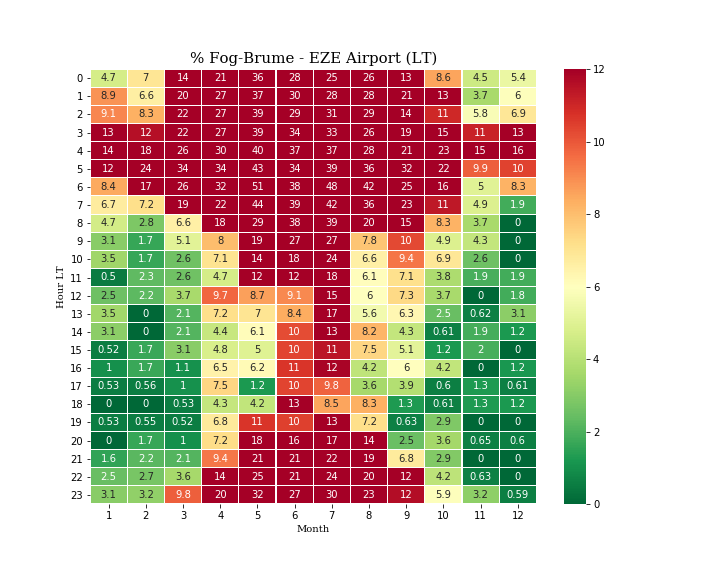 % Fog-Brume - EZE Airport (LT)
0 4.7 7 14 21 36 28 25 26 13 8.6 4.5 5.4
1 8.9 6.6 20 27 37 30 28 28 21 13 3.7 6
2 9.1 8.3 22 27 39 29 31 29 14 11 5.8 6.9
3 13 12 22 27 39 34 33 26 19 15 11 13
4 14 18 26 30 40 37 37 28 21 23 15 16
5 12 24 34 34 43 34 39 36 32 22 9.9 10
6 8.4 17 26 32 51 38 48 42 25 16 5 8.3
7 6.7 7.2 19 22 44 39 42 36 23 11 4.9 1.9
8 4.7 2.8 6.6 18 29 38 39 20 15 8.3 3.7 0
9 3.1 1.7 5.1 8 19 27 27 7.8 10 4.9 4.3 0
10 3.5 1.7 2.6 7.1 14 18 24 6.6 9.4 6.9 2.6 0
11 0.5 2.3 2.6 4.7 12 12 18 6.1 7.1 3.8 1.9 1.9
12 2.5 2.2 3.7 9.7 8.7 9.1 15 6 7.3 3.7 0 1.8
13 3.5 0 2.1 7.2 7 8.4 17 5.6 6.3 2.5 0.62 3.1
14 3.1 0 2.1 4.4 6.1 10 13 8.2 4.3 0.61 1.9 1.2
15 0.52 1.7 3.1 4.8 5 10 11 7.5 5.1 1.2 2 0
16 1 1.7 1.1 6.5 6.2 11 12 4.2 6 4.2 0 1.2
17 0.53 0.56 1 7.5 1.2 10 9.8 3.6 3.9 0.6 1.3 0.61
18 0 0 0.53 4.3 4.2 13 8.5 8.3 1.3 0.61 1.3 1.2
19 0.53 0.55 0.52 6.8 11 10 13 7.2 0.63 2.9 0 0
20 0 1.7 1 7.2 18 16 17 14 2.5 3.6 0.65 0.6
21 1.6 2.2 2.1 9.4 21 21 22 19 6.8 2.9 0 0
22 2.5 2.7 3.6 14 25 21 24 20 12 4.2 0.63 0
23 3.1 3.2 9.8 20 32 27 30 23 12 5.9 3.2 0.59
1 2 3 4 5 6 7 8 9 10 11 12
Month
Hour LT
12
10
8
6
4
2
0